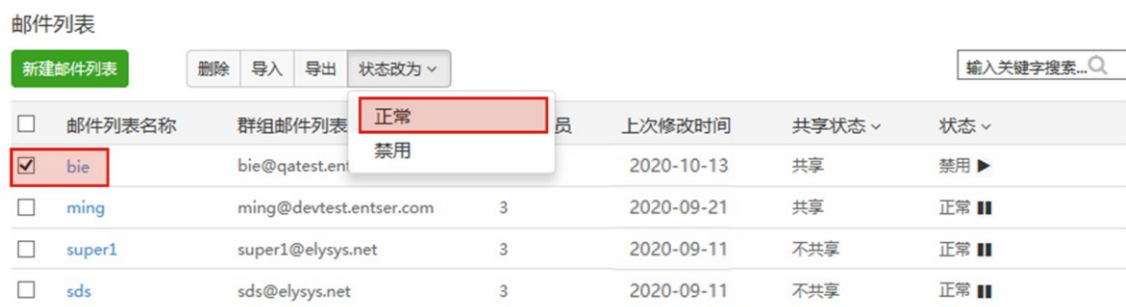 邮件列表
新建邮件列表 删除 导入 导出 状态改为 输入关键字搜索...
正常
禁用
邮件列表名称 群组邮件列表 员 上次修改时间 共享状态 状态
bie bie@qatest.ent 2020-10-13 共享 禁用
ming ming@devtest.entser.com 3 2020-09-21 共享 正常
super1 super1@elysys.net 3 2020-09-11 不共享 正常
sds sds@elysys.net 3 2020-09-11 不共享 正常